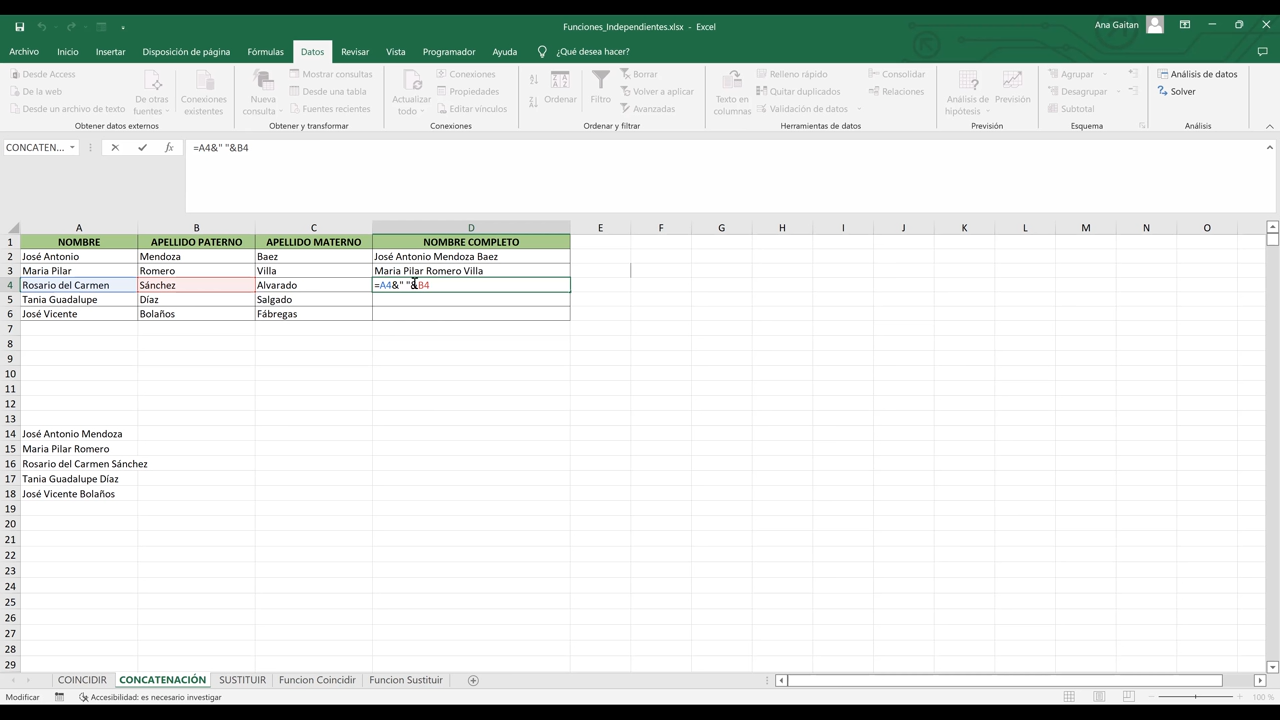 Funciones_Independientes.xlsx - Excel
Ana Gaitan
Archivo Inicio Insertar Disposición de página Fórmulas Datos Revisar Vista Programador Ayuda ¿Qué desea hacer?
Desde Access
De la web
Desde un archivo de texto
De otras fuentes
Conexiones existentes
Obtener datos externos
Nueva consulta
Mostrar consultas
Desde una tabla
Fuentes recientes
Obtener y transformar
Actualizar todo
Conexiones
Propiedades
Editar vínculos
Conexiones
Ordenar
Filtro
Borrar
Volver a aplicar
Avanzadas
Ordenar y filtrar
Texto en columnas
Relleno rápido
Quitar duplicados
Validación de datos
Consolidar
Relaciones
Herramientas de datos
Análisis de hipótesis
Previsión
Previsión
Agrupar
Desagrupar
Subtotal
Esquema
Análisis de datos
Solver
Análisis
CONCATEN... fx =A4&" "&B4
A B C D E F G H I J K L M N O
1 NOMBRE APELLIDO PATERNO APELLIDO MATERNO NOMBRE COMPLETO
2 José Antonio Mendoza Baez José Antonio Mendoza Baez
3 Maria Pilar Romero Villa Maria Pilar Romero Villa
4 Rosario del Carmen Sánchez Alvarado =A4&" "&B4
5 Tania Guadalupe Díaz Salgado
6 José Vicente Bolaños Fábregas
7
8
9
10
11
12
13
14 José Antonio Mendoza
15 Maria Pilar Romero
16 Rosario del Carmen Sánchez
17 Tania Guadalupe Díaz
18 José Vicente Bolaños
19
20
21
22
23
24
25
26
27
28
29
COINCIDIR CONCATENACIÓN SUSTITUIR Funcion Coincidir Funcion Sustituir
Modificar Accesibilidad: es necesario investigar 100 %